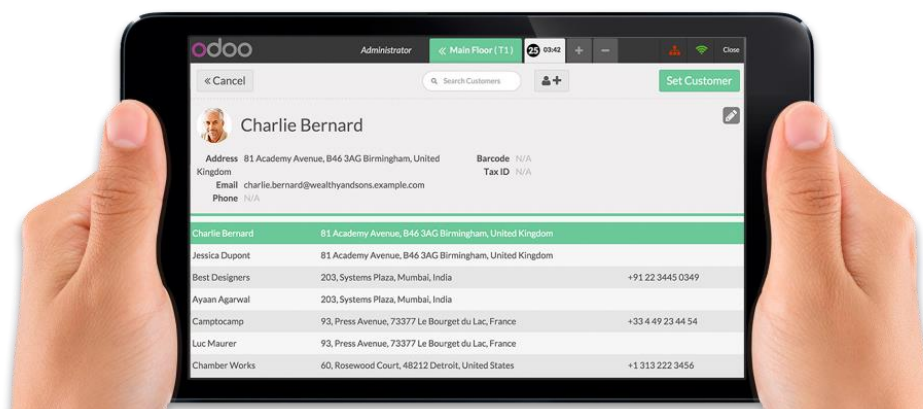 odoo Administrator « Main Floor ( T1 ) 25 03:42 + − Close
« Cancel Search Customers + Set Customer
Charlie Bernard
Address 81 Academy Avenue, B46 3AG Birmingham, United Barcode N/A
Kingdom Tax ID N/A
Email charlie.bernard@wealthyandsons.example.com
Phone N/A
Charlie Bernard 81 Academy Avenue, B46 3AG Birmingham, United Kingdom
Jessica Dupont 81 Academy Avenue, B46 3AG Birmingham, United Kingdom
Best Designers 203, Systems Plaza, Mumbai, India +91 22 3445 0349
Ayaan Agarwal 203, Systems Plaza, Mumbai, India
Camptocamp 93, Press Avenue, 73377 Le Bourget du Lac, France +33 4 49 23 44 54
Luc Maurer 93, Press Avenue, 73377 Le Bourget du Lac, France
Chamber Works 60, Rosewood Court, 48212 Detroit, United States +1 313 222 3456